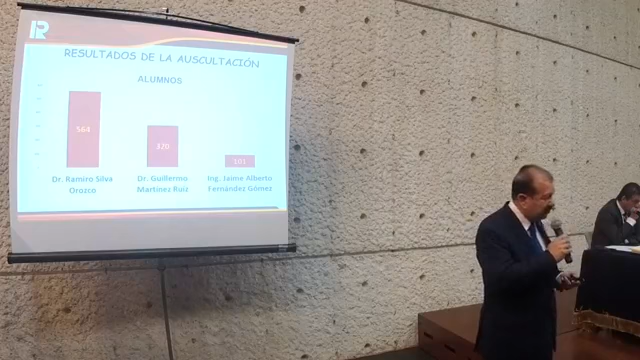 RESULTADOS DE LA AUSCULTACIÓN
ALUMNOS
564
370
101
Dr. Ramiro Silva
Orozco
Dr. Guillermo
Martínez Ruiz
Ing. Jaime Alberto
Fernández Gómez